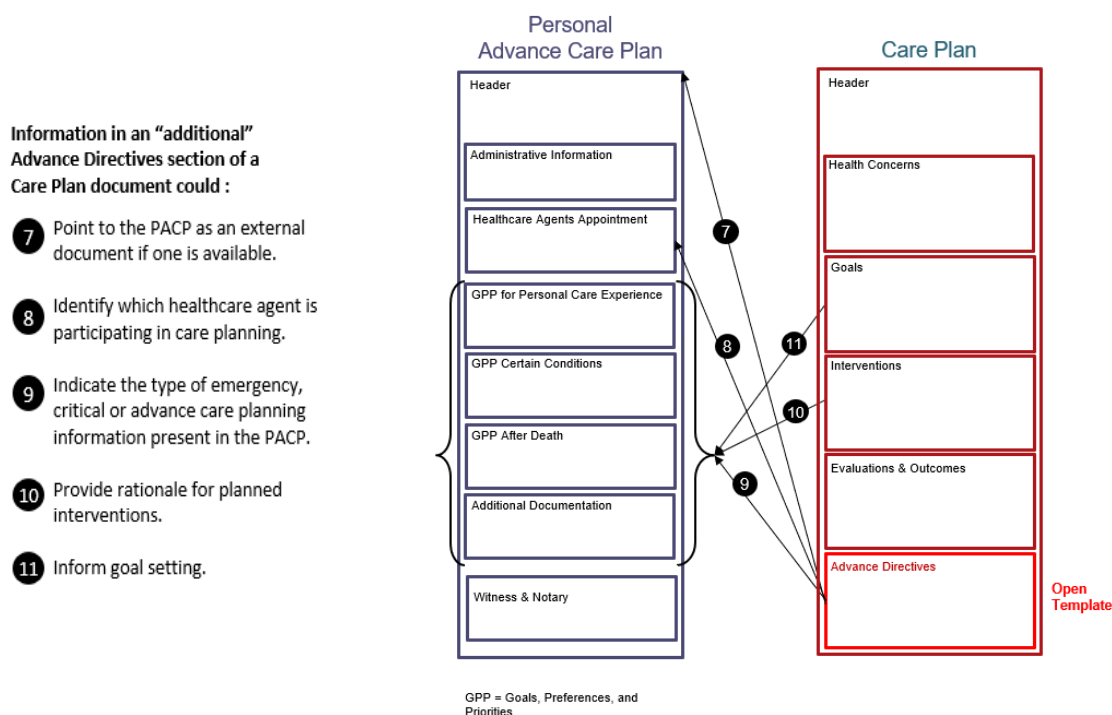 Personal
Advance Care Plan
Care Plan
Information in an “additional”
Advance Directives section of a
Care Plan document could :
7 Point to the PACP as an external
document if one is available.
8 Identify which healthcare agent is
participating in care planning.
9 Indicate the type of emergency,
critical or advance care planning
information present in the PACP.
10 Provide rationale for planned
interventions.
11 Inform goal setting.
Header
Administrative Information
Healthcare Agents Appointment
GPP for Personal Care Experience
GPP Certain Conditions
GPP After Death
Additional Documentation
Witness & Notary
GPP = Goals, Preferences, and
Priorities
7
8
11
10
9
Header
Health Concerns
Goals
Interventions
Evaluations & Outcomes
Advance Directives
Open
Template